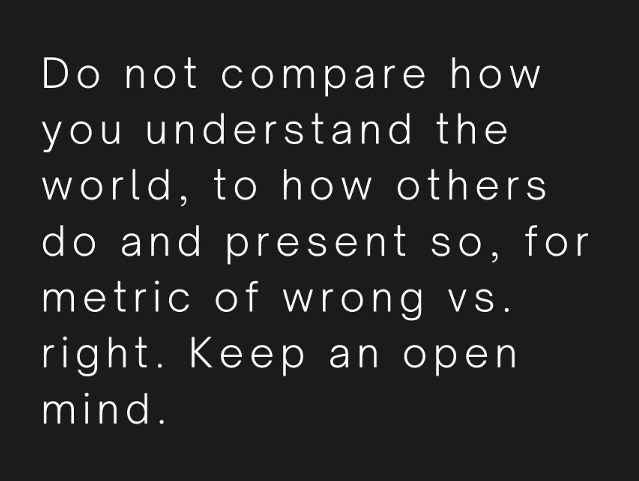 Do not compare how
you understand the
world, to how others
do and present so, for
metric of wrong vs.
right. Keep an open
mind.